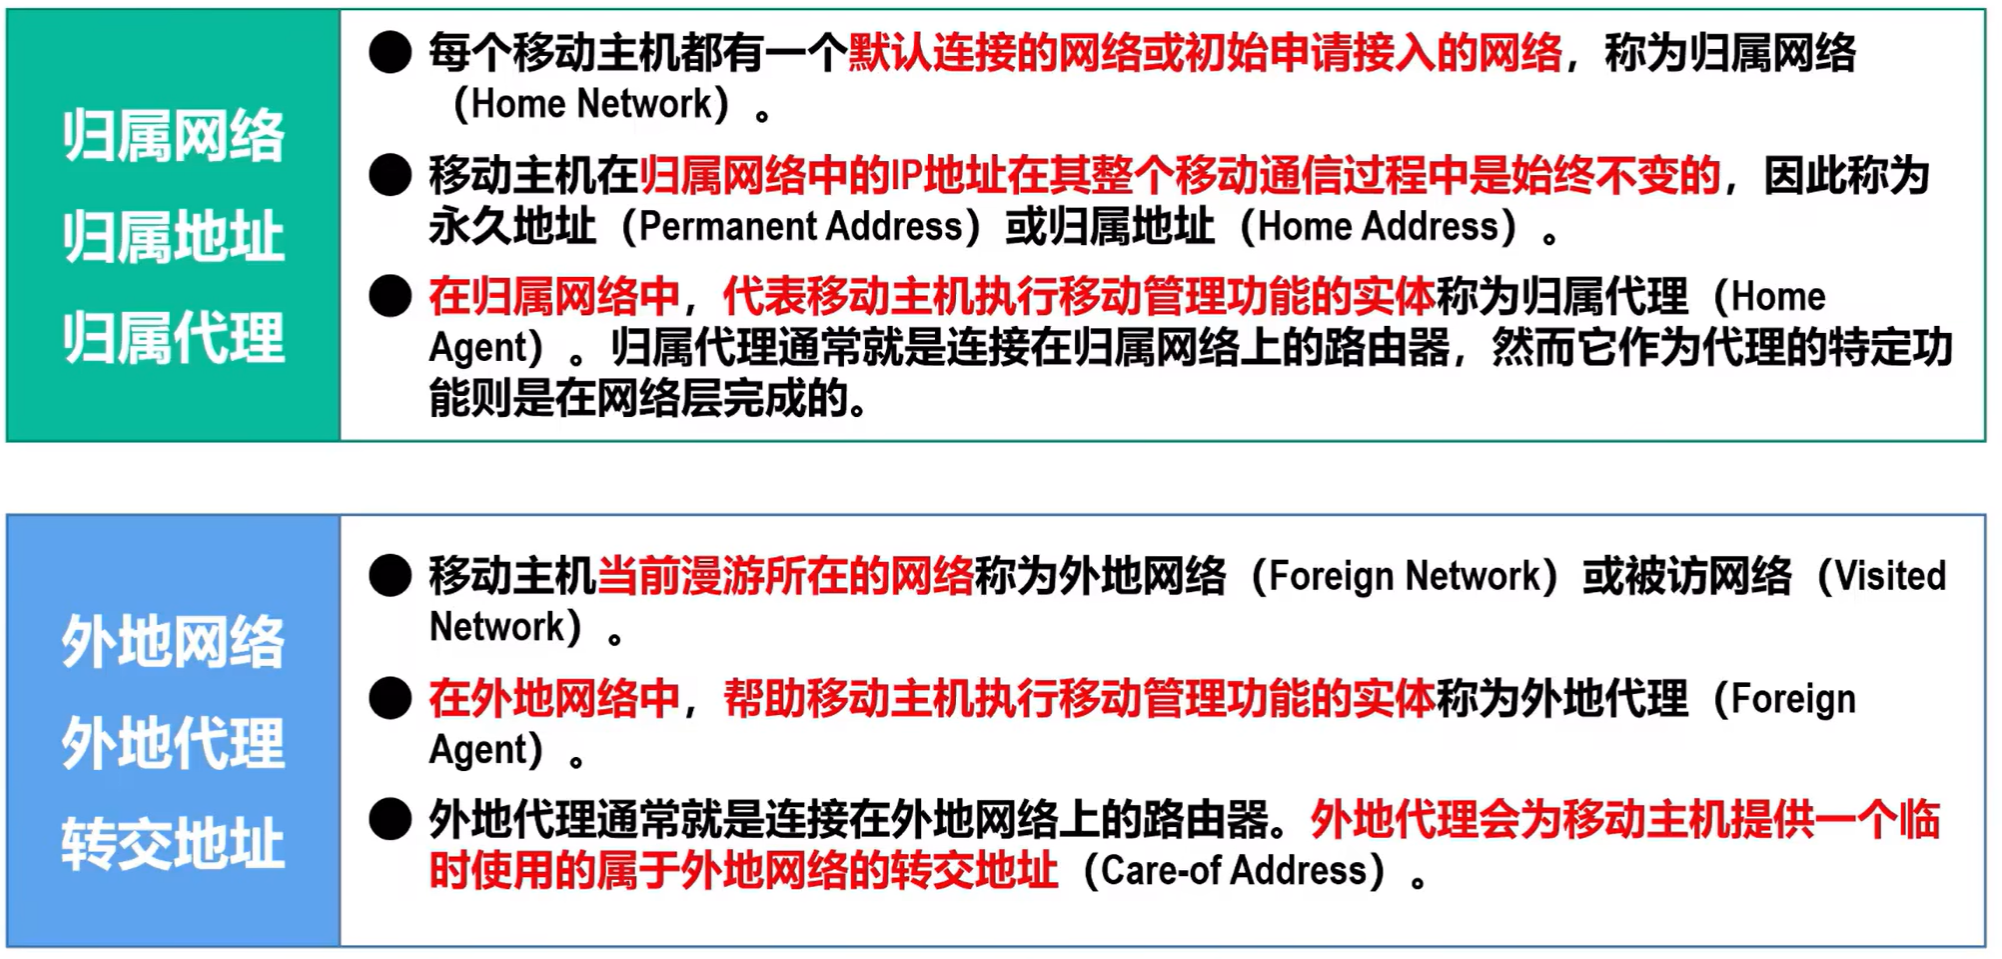 归属网络
归属地址
归属代理
● 每个移动主机都有一个默认连接的网络或初始申请接入的网络，称为归属网络
（Home Network）。
● 移动主机在归属网络中的IP地址在其整个移动通信过程中是始终不变的，因此称为
永久地址（Permanent Address）或归属地址（Home Address）。
● 在归属网络中，代表移动主机执行移动管理功能的实体称为归属代理（Home
Agent）。归属代理通常就是连接在归属网络上的路由器，然而它作为代理的特定功
能则是在网络层完成的。
外地网络
外地代理
转交地址
● 移动主机当前漫游所在的网络称为外地网络（Foreign Network）或被访网络（Visited
Network）。
● 在外地网络中，帮助移动主机执行移动管理功能的实体称为外地代理（Foreign
Agent）。
● 外地代理通常就是连接在外地网络上的路由器。外地代理会为移动主机提供一个临
时使用的属于外地网络的转交地址（Care-of Address）。